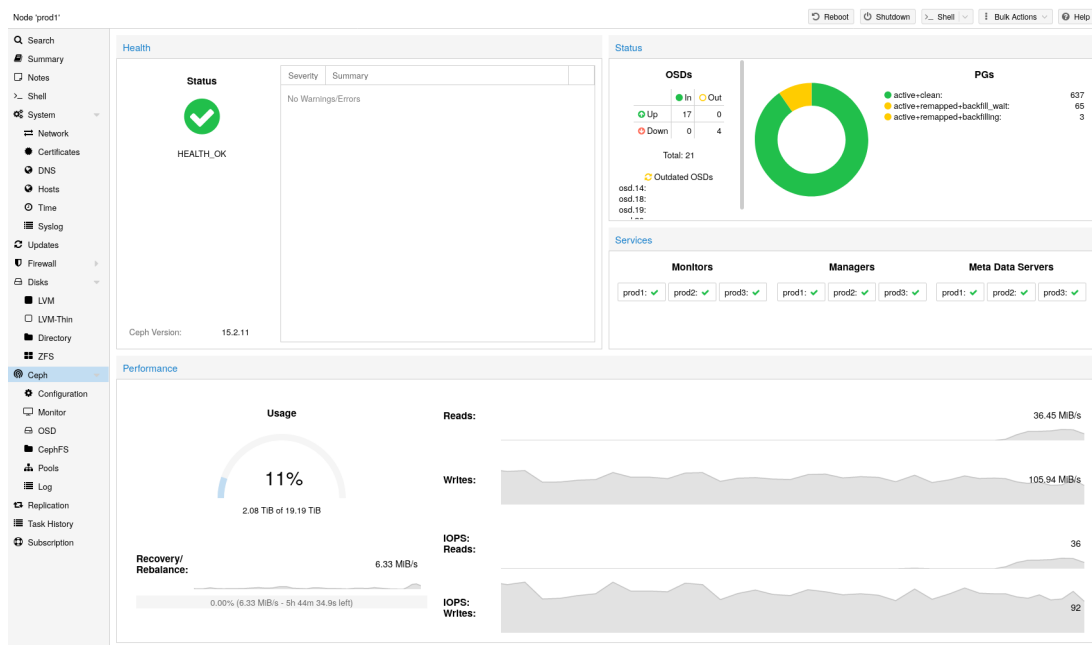 Node 'prod1'
Reboot
Shutdown
Shell
Bulk Actions
Help
Search
Summary
Notes
Shell
System
Network
Certificates
DNS
Hosts
Time
Syslog
Updates
Firewall
Disks
LVM
LVM-Thin
Directory
ZFS
Ceph
Configuration
Monitor
OSD
CephFS
Pools
Log
Replication
Task History
Subscription
Health
Status
HEALTH_OK
Ceph Version: 15.2.11
Severity Summary
No Warnings/Errors
Status
OSDs
In Out
Up 17 0
Down 0 4
Total: 21
Outdated OSDs
osd.14:
osd.18:
osd.19:
PGs
active+clean: 637
active+remapped+backfill_wait: 65
active+remapped+backfilling: 3
Services
Monitors
prod1: prod2: prod3:
Managers
prod1: prod2: prod3:
Meta Data Servers
prod1: prod2: prod3:
Performance
Usage
11%
2.08 TiB of 19.19 TiB
Recovery/
Rebalance:
6.33 MiB/s
0.00% (6.33 MiB/s - 5h 44m 34.9s left)
Reads: 36.45 MiB/s
Writes: 105.94 MiB/s
IOPS:
Reads:
36
IOPS:
Writes:
92